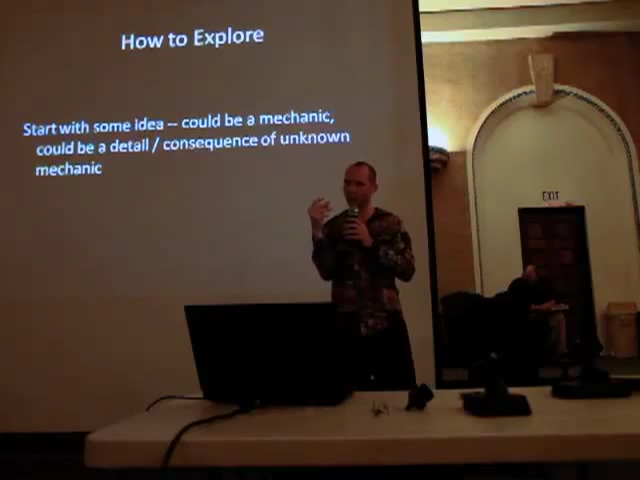 How to Explore
Start with some idea -- could be a mechanic,
could be a detail / consequence of unknown
mechanic
EXIT